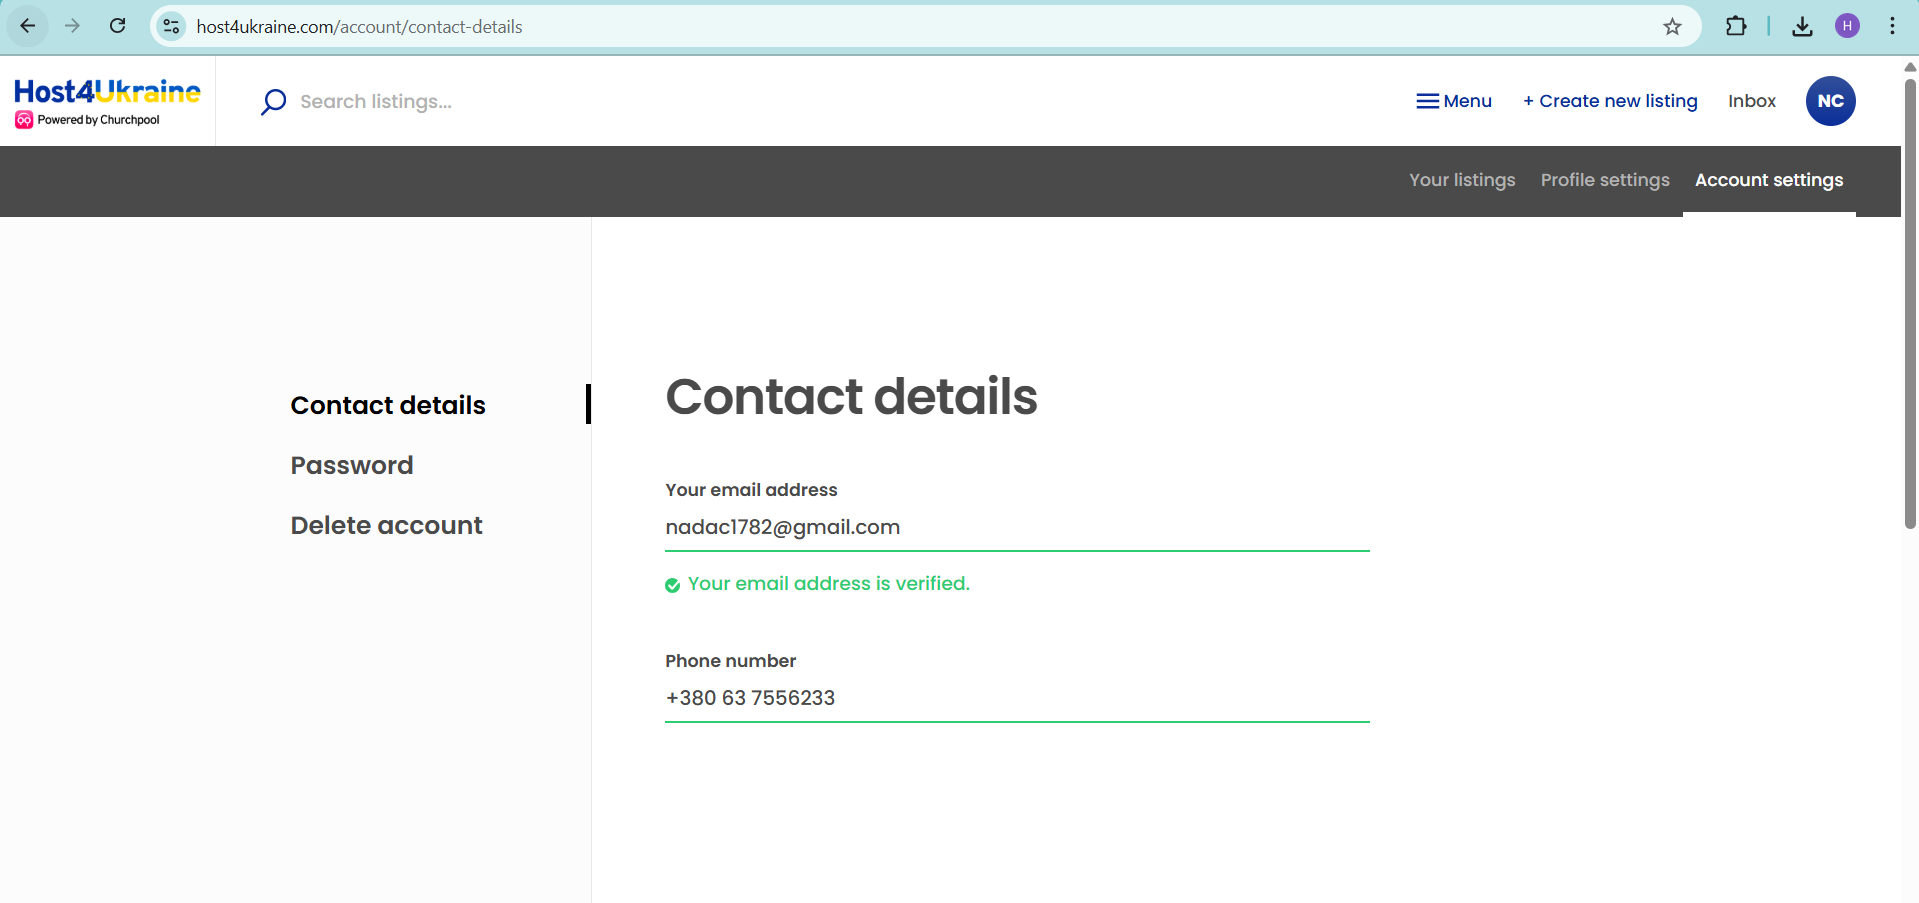 host4ukraine.com/account/contact-details
H
Host4Ukraine
Powered by Churchpool
Search listings...
Menu
+ Create new listing
Inbox
NC
Your listings
Profile settings
Account settings
Contact details
Password
Delete account
Contact details
Your email address
nadac1782@gmail.com
Your email address is verified.
Phone number
+380 63 7556233